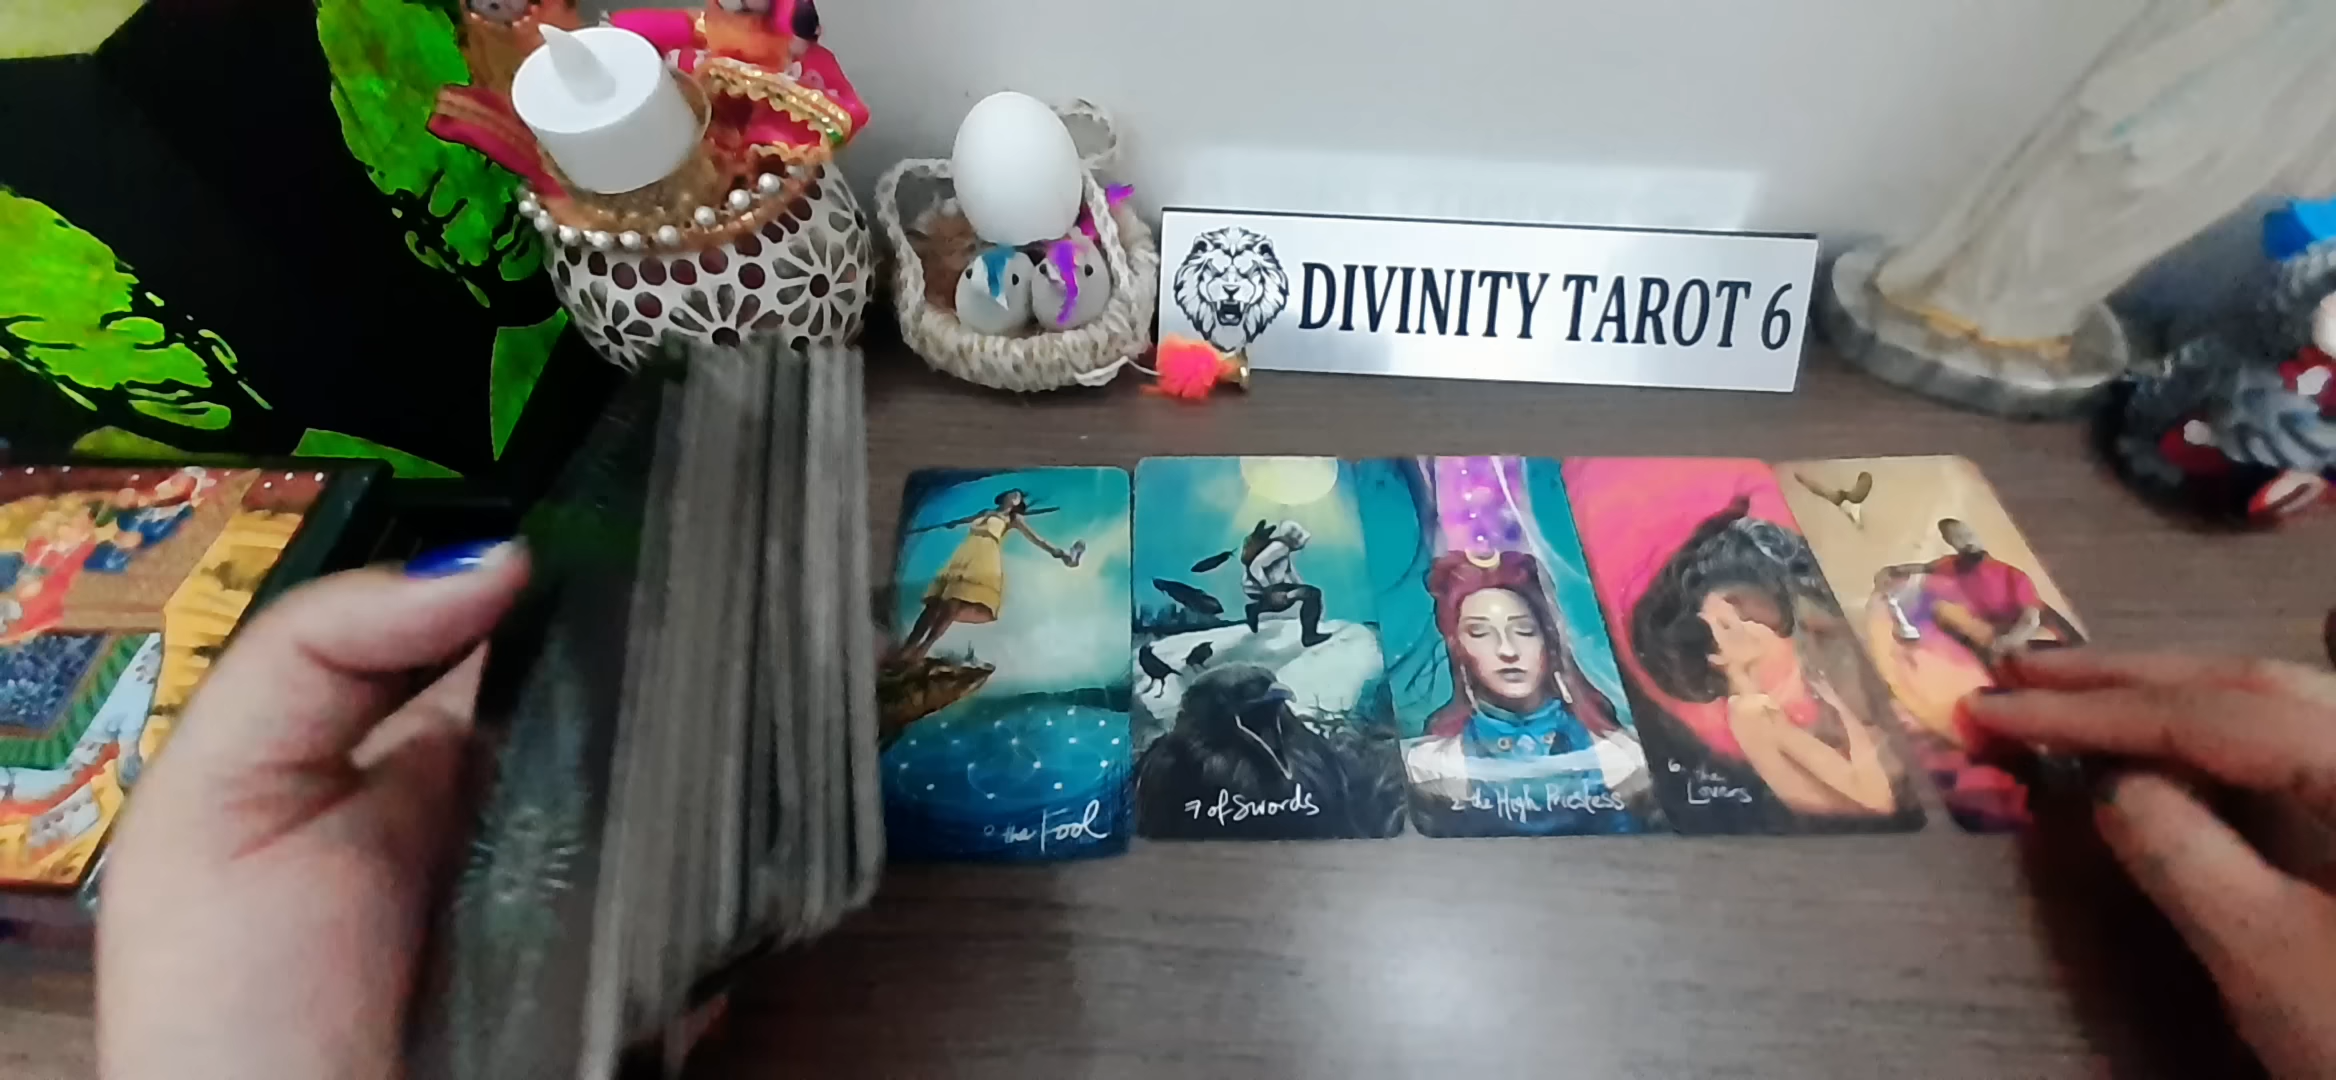 DIVINITY TAROT 6
0 the Fool
7 of Swords
2 the High Priestess
6 the
Lovers